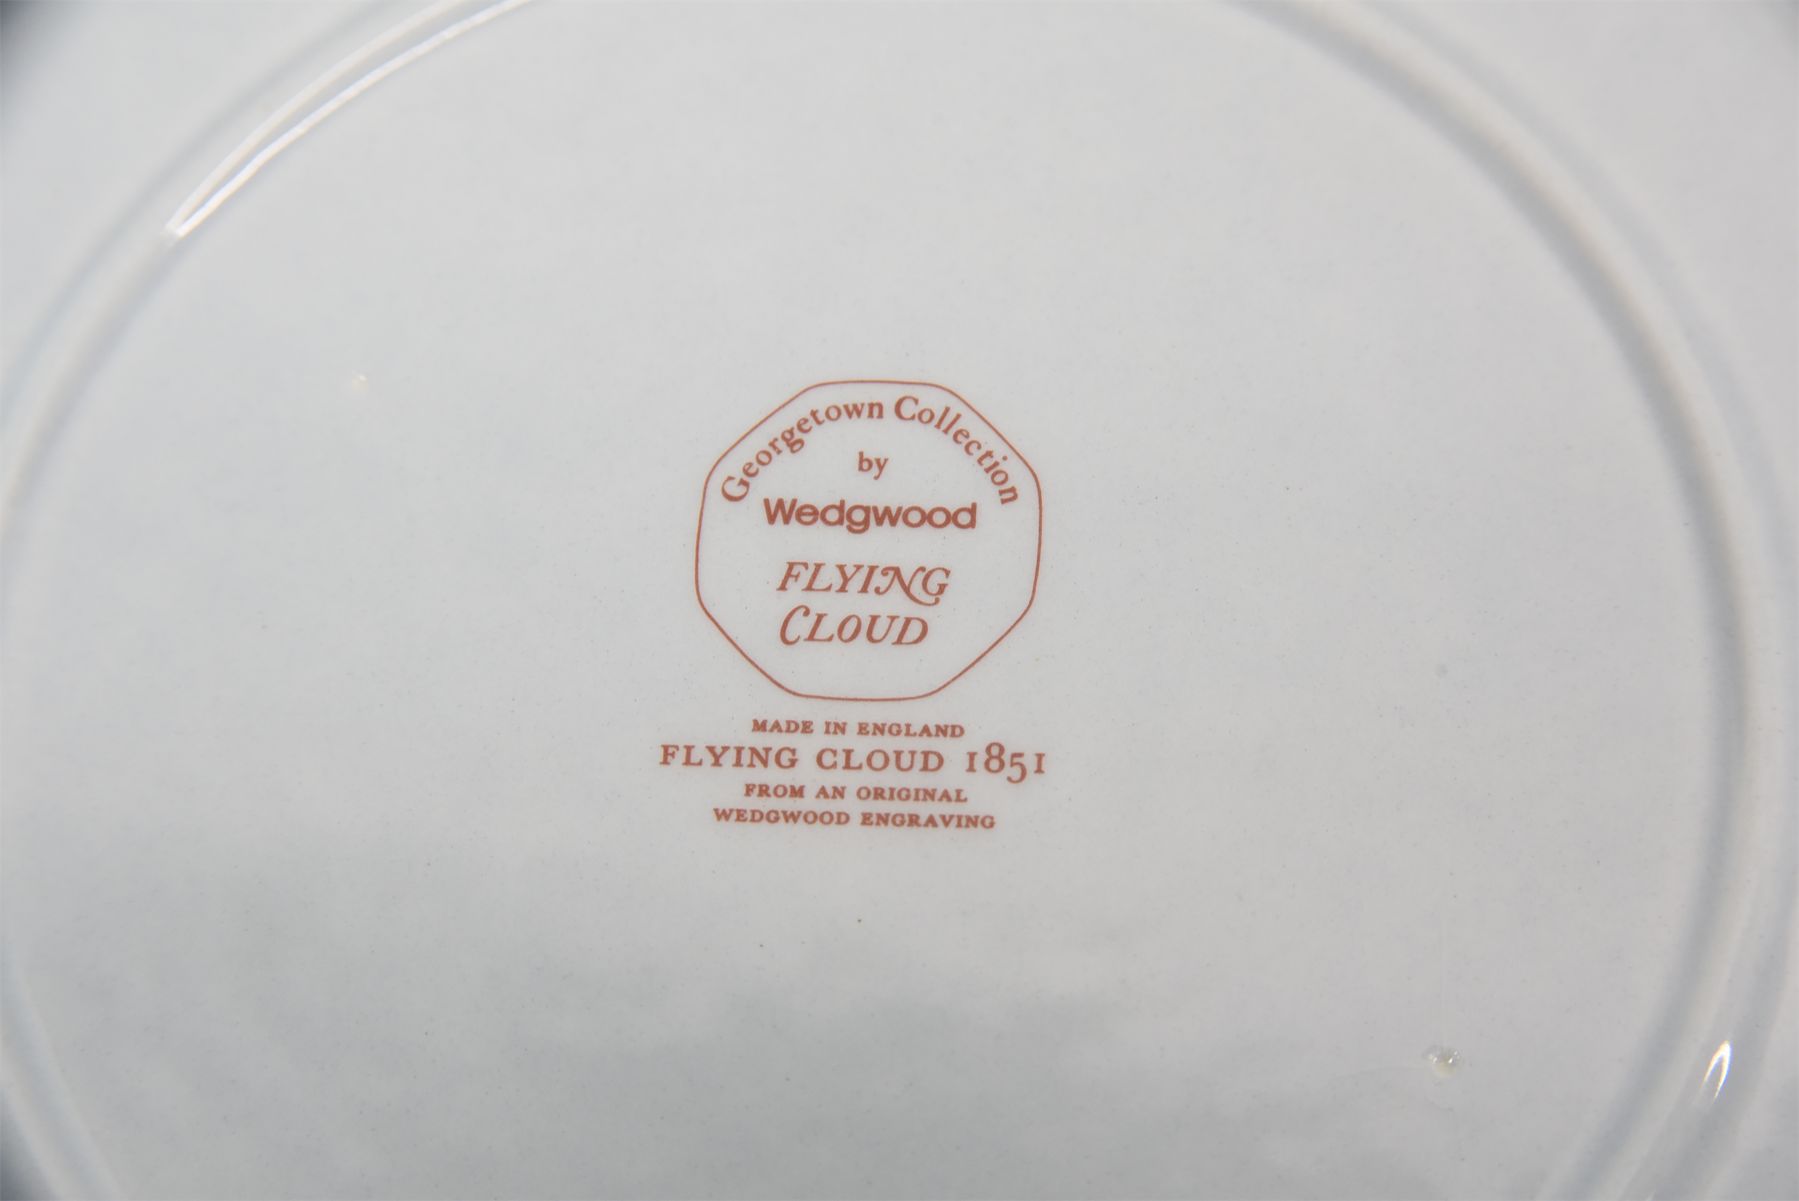 Georgetown Collection
by
Wedgwood
FLYING
CLOUD
MADE IN ENGLAND
FLYING CLOUD 1851
FROM AN ORIGINAL
WEDGWOOD ENGRAVING